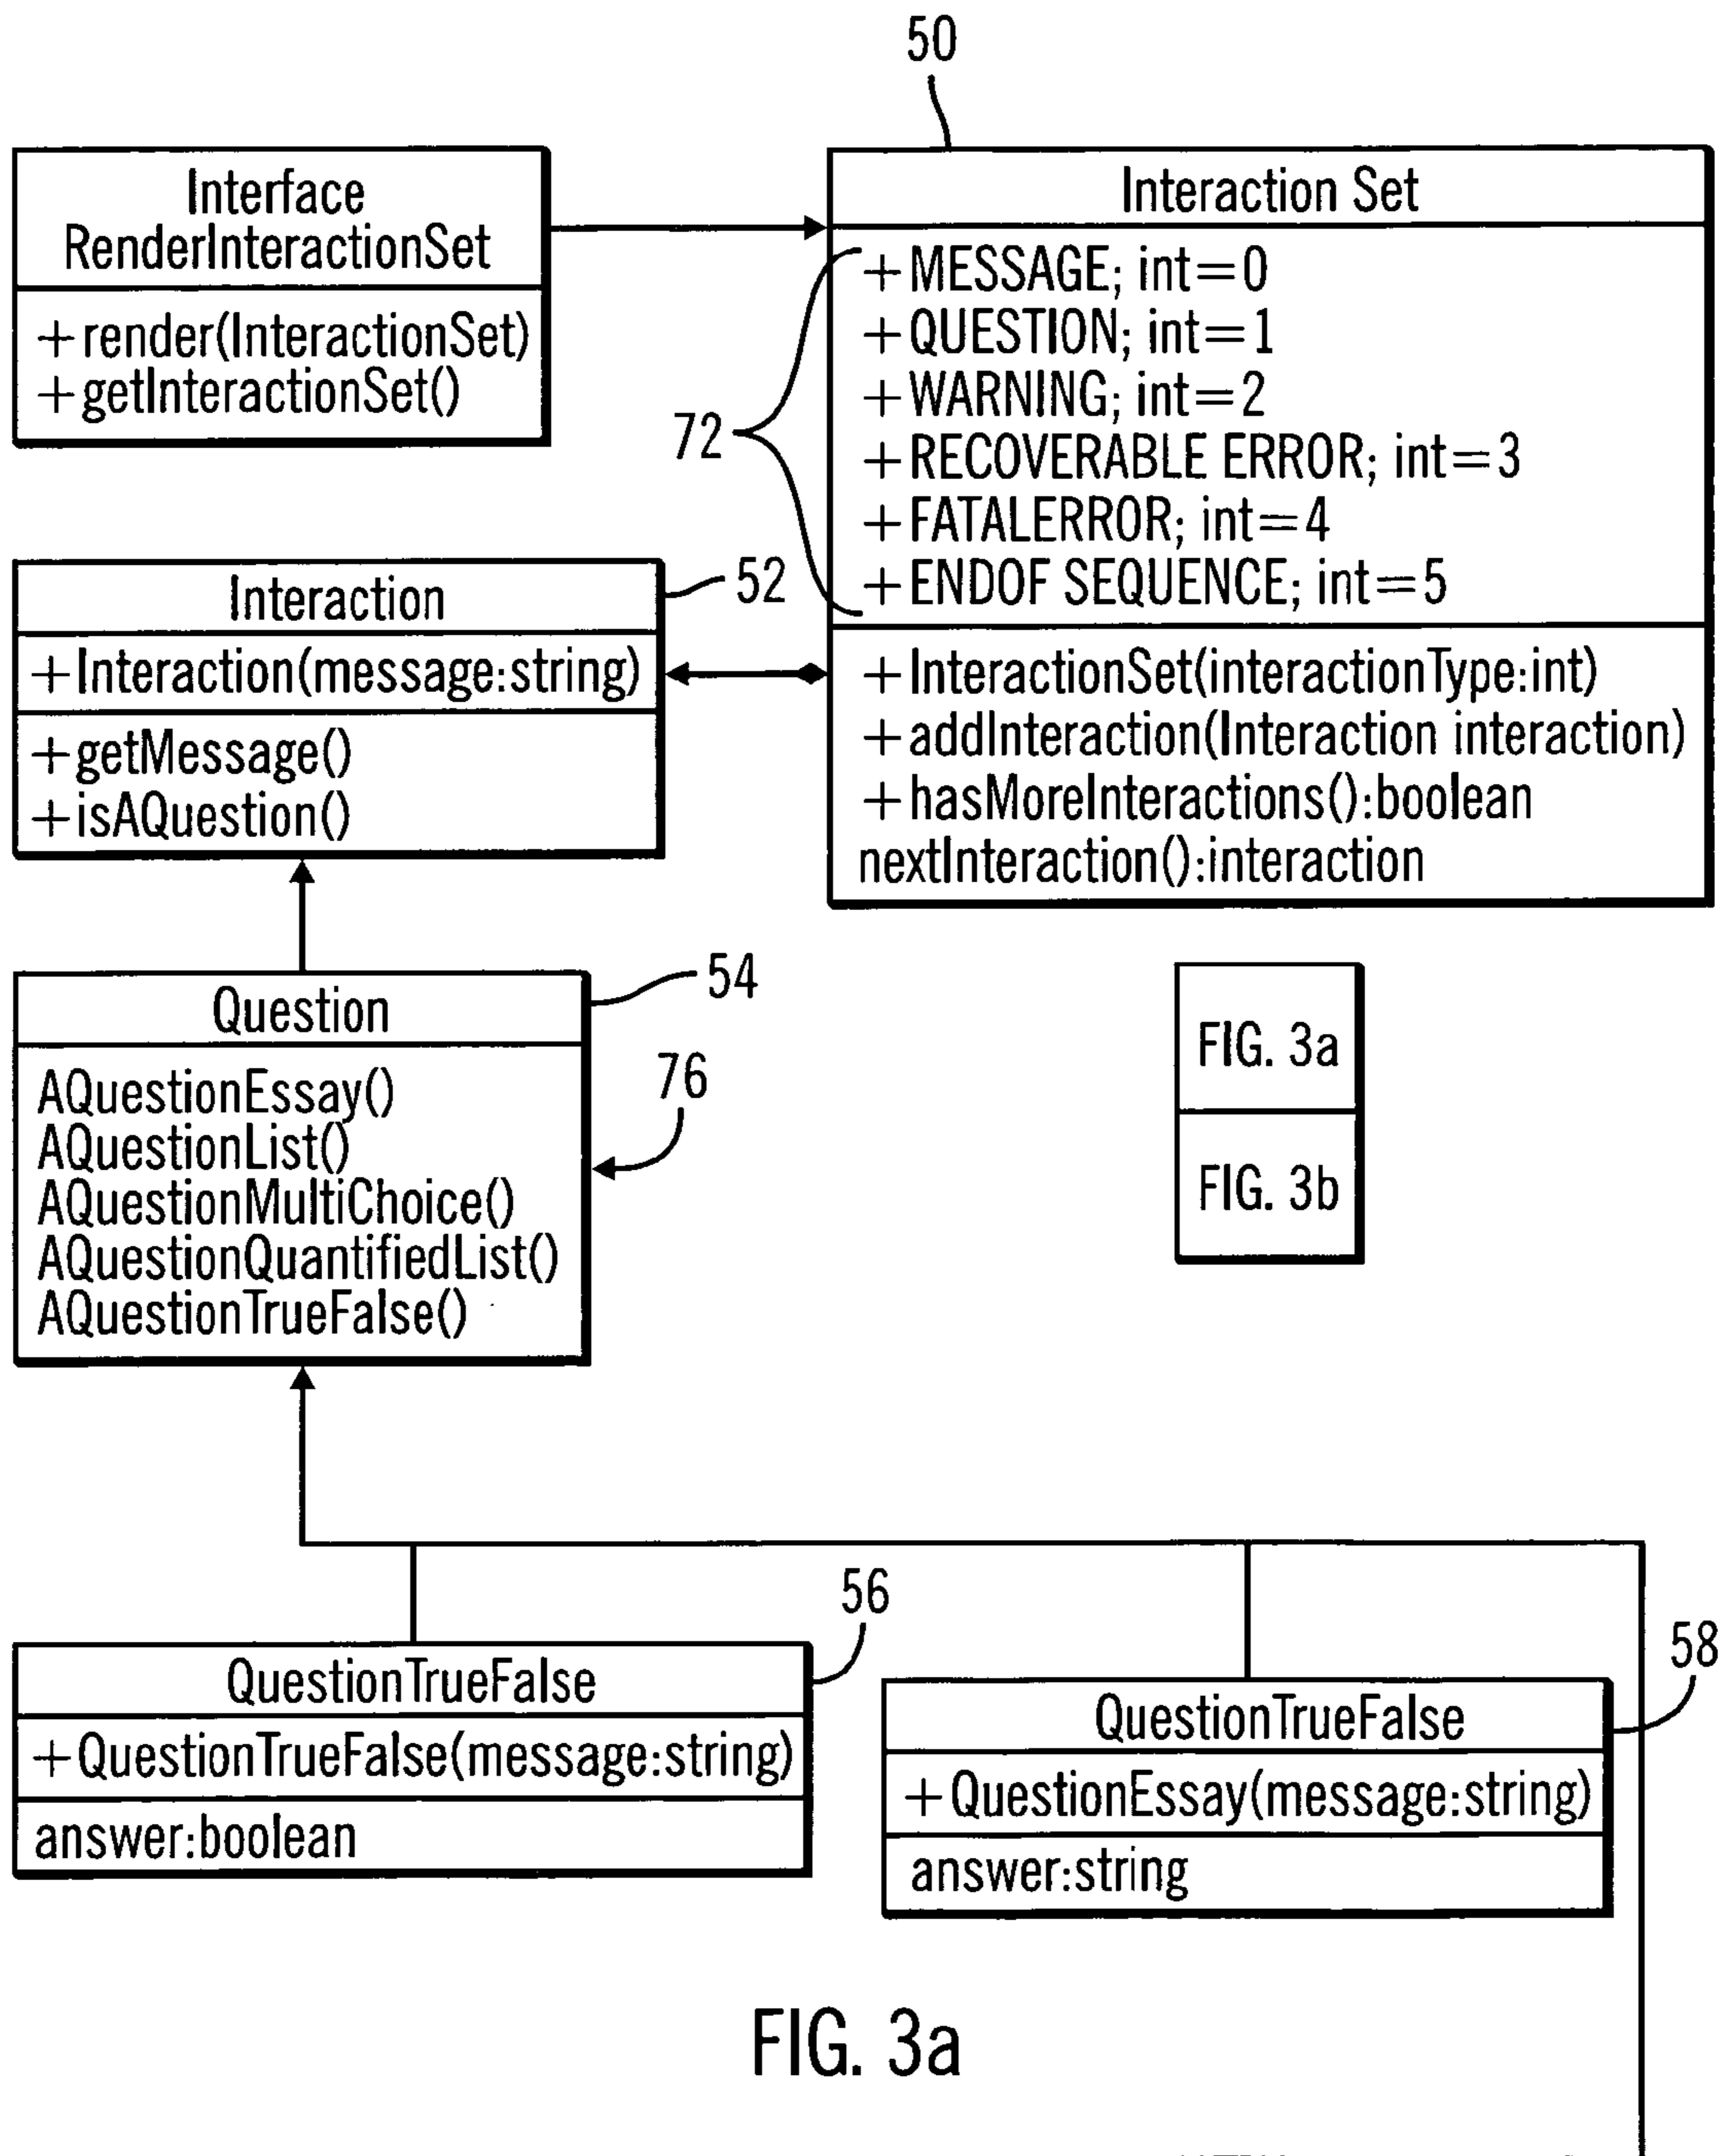 50
Interface
RenderInteractionSet
+render(InteractionSet)
+getInteractionSet()
Interaction Set
+MESSAGE; int=0
+QUESTION; int=1
+WARNING; int=2
+RECOVERABLE ERROR; int=3
+FATALERROR; int=4
+ENDOF SEQUENCE; int=5
72
+InteractionSet(interactionType:int)
+addInteraction(Interaction interaction)
+hasMoreInteractions():boolean
nextInteraction():interaction
52
Interaction
+Interaction(message:string)
+getMessage()
+isAQuestion()
54
Question
AQuestionEssay()
AQuestionList()
AQuestionMultiChoice()
AQuestionQuantifiedList()
AQuestionTrueFalse()
76
FIG. 3a
FIG. 3b
56
QuestionTrueFalse
+QuestionTrueFalse(message:string)
answer:boolean
58
QuestionTrueFalse
+QuestionEssay(message:string)
answer:string
FIG. 3a